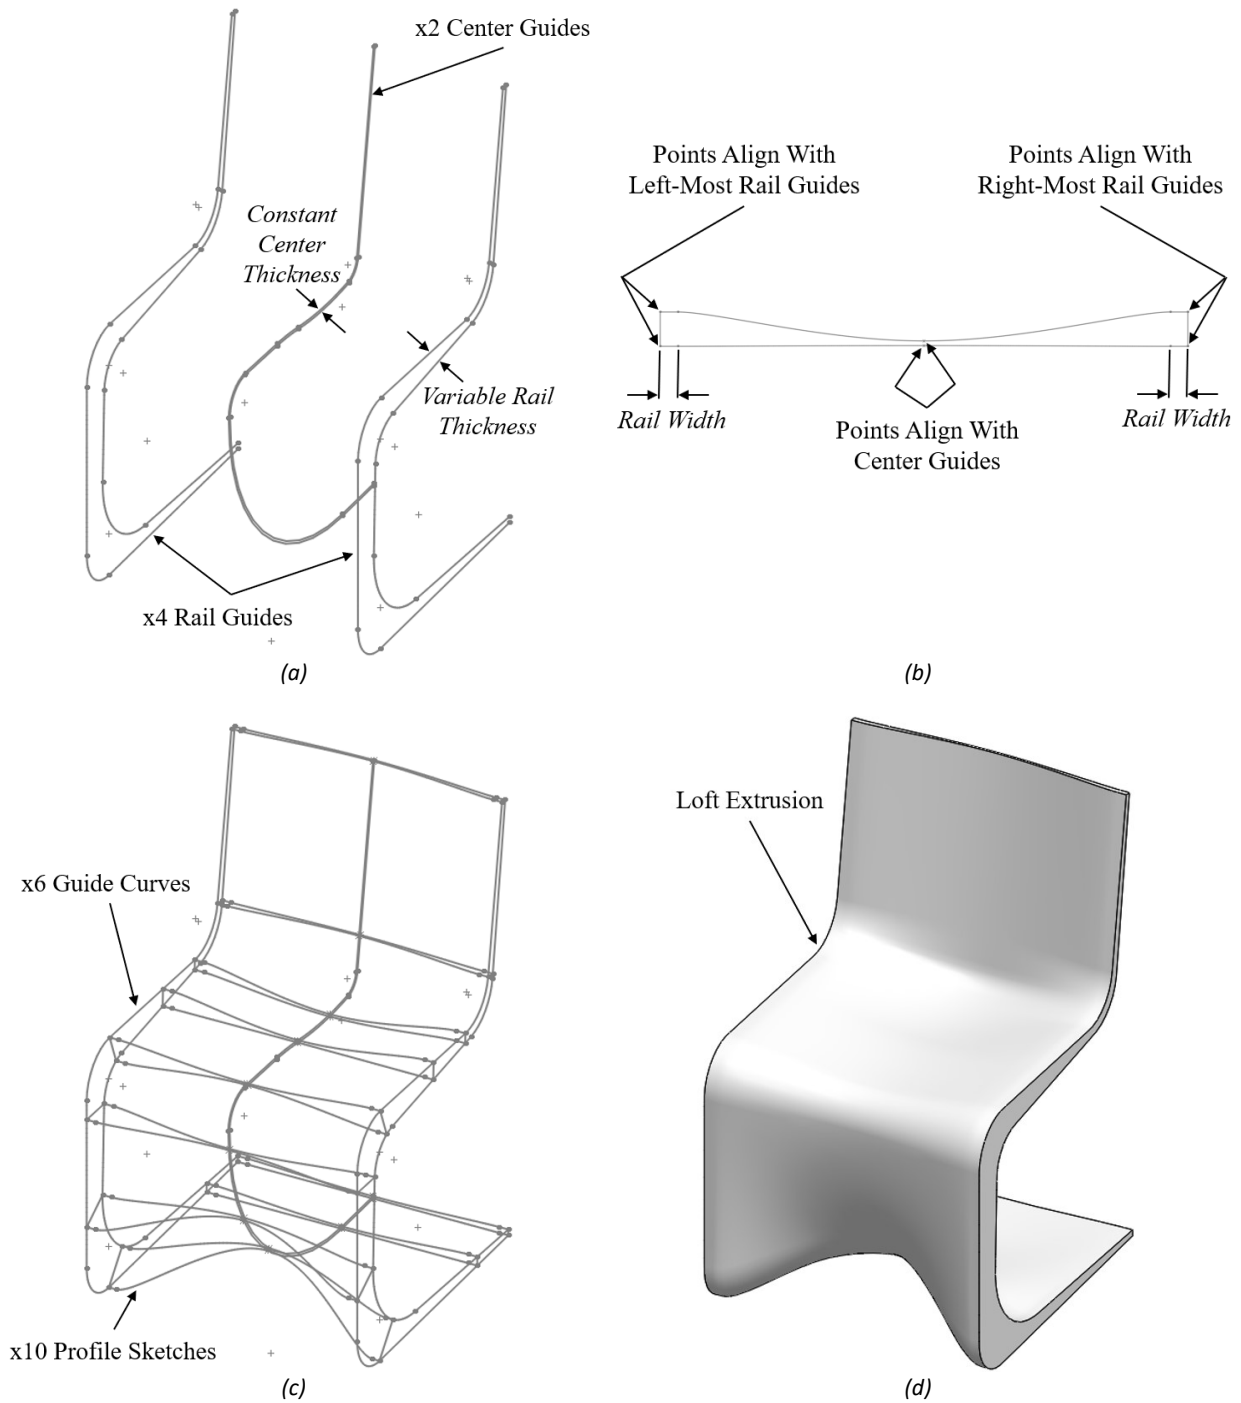 x2 Center Guides
Constant
Center
Thickness
Variable Rail
Thickness
x4 Rail Guides
(a)
Points Align With
Left-Most Rail Guides
Points Align With
Right-Most Rail Guides
Rail Width
Rail Width
Points Align With
Center Guides
(b)
x6 Guide Curves
x10 Profile Sketches
(c)
Loft Extrusion
(d)